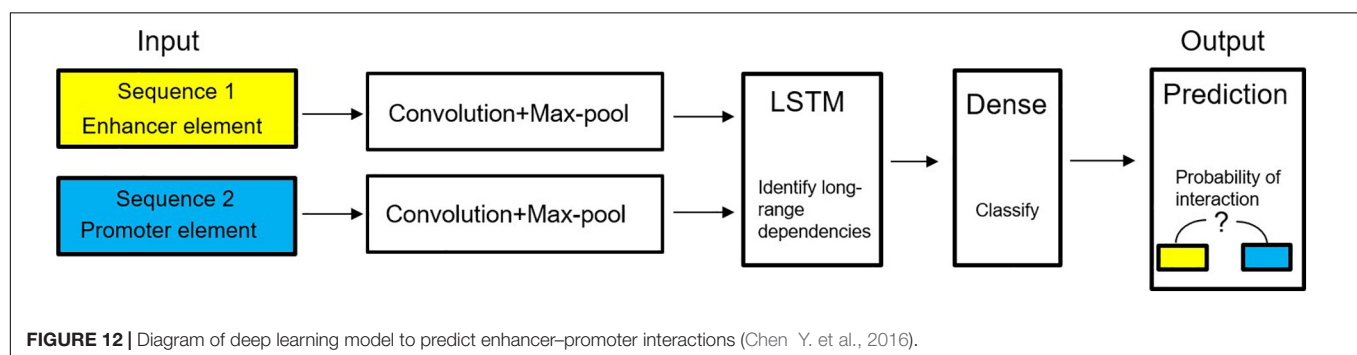 Input
Output
Sequence 1
Enhancer element
Convolution+Max-pool
Sequence 2
Promoter element
Convolution+Max-pool
LSTM
Identify long-
range
dependencies
Dense
Classify
Prediction
Probability of
interaction
?
FIGURE 12 | Diagram of deep learning model to predict enhancer–promoter interactions (Chen Y. et al., 2016).